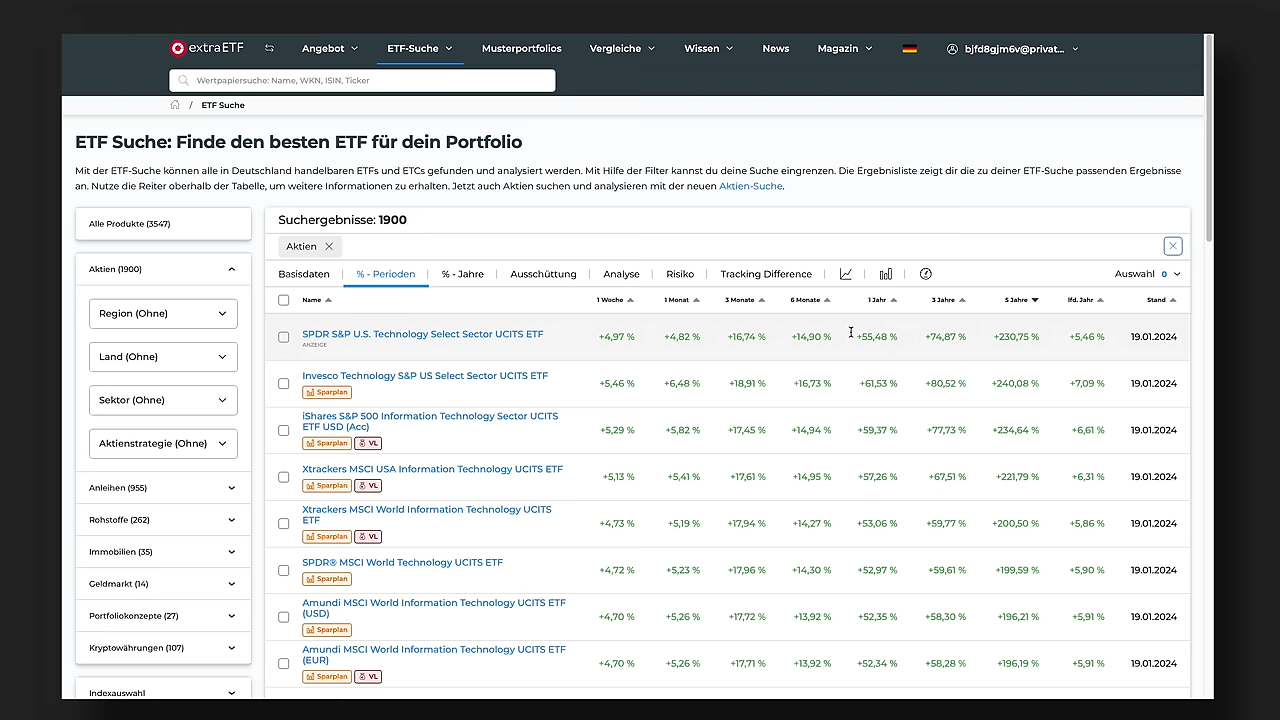 extraETF Angebot ETF-Suche Musterportfolios Vergleiche Wissen News Magazin bjfd8gjm6v@privat...
Wertpapiersuche: Name, WKN, ISIN, Ticker
/ ETF Suche
ETF Suche: Finde den besten ETF für dein Portfolio
Mit der ETF-Suche können alle in Deutschland handelbaren ETFs und ETCs gefunden und analysiert werden. Mit Hilfe der Filter kannst du deine Suche eingrenzen. Die Ergebnisliste zeigt dir die zu deiner ETF-Suche passenden Ergebnisse
an. Nutze die Reiter oberhalb der Tabelle, um weitere Informationen zu erhalten. Jetzt auch Aktien suchen und analysieren mit der neuen Aktien-Suche.
Alle Produkte (3547)
Aktien (1900)
Region (Ohne)
Land (Ohne)
Sektor (Ohne)
Aktienstrategie (Ohne)
Anleihen (955)
Rohstoffe (262)
Immobilien (35)
Geldmarkt (14)
Portfoliokonzepte (27)
Kryptowährungen (107)
Indexauswahl
Suchergebnisse: 1900
Aktien
Basisdaten % - Perioden % - Jahre Ausschüttung Analyse Risiko Tracking Difference Auswahl 0
Name 1 Woche 1 Monat 3 Monate 6 Monate 1 Jahr 3 Jahre 5 Jahre lfd. Jahr Stand
SPDR S&P U.S. Technology Select Sector UCITS ETF +4,97 % +4,82 % +16,74 % +14,90 % +55,48 % +74,87 % +230,75 % +5,46 % 19.01.2024
ANZEIGE
Invesco Technology S&P US Select Sector UCITS ETF +5,46 % +6,48 % +18,91 % +16,73 % +61,53 % +80,52 % +240,08 % +7,09 % 19.01.2024
Sparplan
iShares S&P 500 Information Technology Sector UCITS
ETF USD (Acc) +5,29 % +5,82 % +17,45 % +14,94 % +59,37 % +77,73 % +234,64 % +6,61 % 19.01.2024
Sparplan VL
Xtrackers MSCI USA Information Technology UCITS ETF +5,13 % +5,41 % +17,61 % +14,95 % +57,26 % +67,51 % +221,79 % +6,31 % 19.01.2024
Sparplan VL
Xtrackers MSCI World Information Technology UCITS
ETF +4,73 % +5,19 % +17,94 % +14,27 % +53,06 % +59,77 % +200,50 % +5,86 % 19.01.2024
Sparplan VL
SPDR® MSCI World Technology UCITS ETF +4,72 % +5,23 % +17,96 % +14,30 % +52,97 % +59,61 % +199,59 % +5,90 % 19.01.2024
Sparplan
Amundi MSCI World Information Technology UCITS ETF
(USD) +4,70 % +5,26 % +17,72 % +13,92 % +52,35 % +58,30 % +196,21 % +5,91 % 19.01.2024
Sparplan
Amundi MSCI World Information Technology UCITS ETF
(EUR) +4,70 % +5,26 % +17,71 % +13,92 % +52,34 % +58,28 % +196,19 % +5,91 % 19.01.2024
Sparplan VL